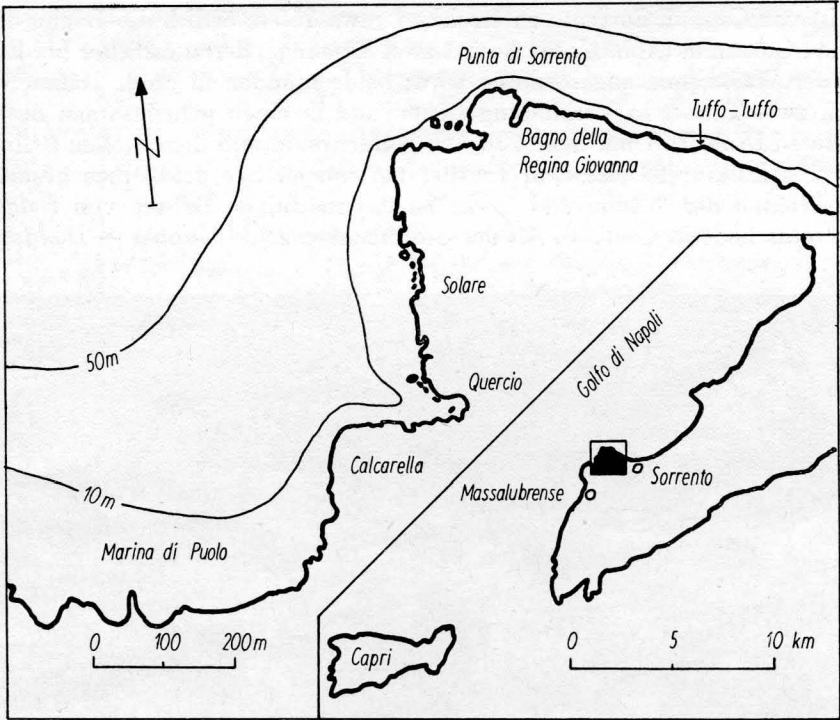 Punta di Sorrento
Tuffo-Tuffo
Bagno della
Regina Giovanna
N
Solare
50m
Quercio
Golfo di Napoli
Calcarella
Sorrento
Massalubrense
10m
Marina di Puolo
0 100 200m
Capri
0 5 10 km